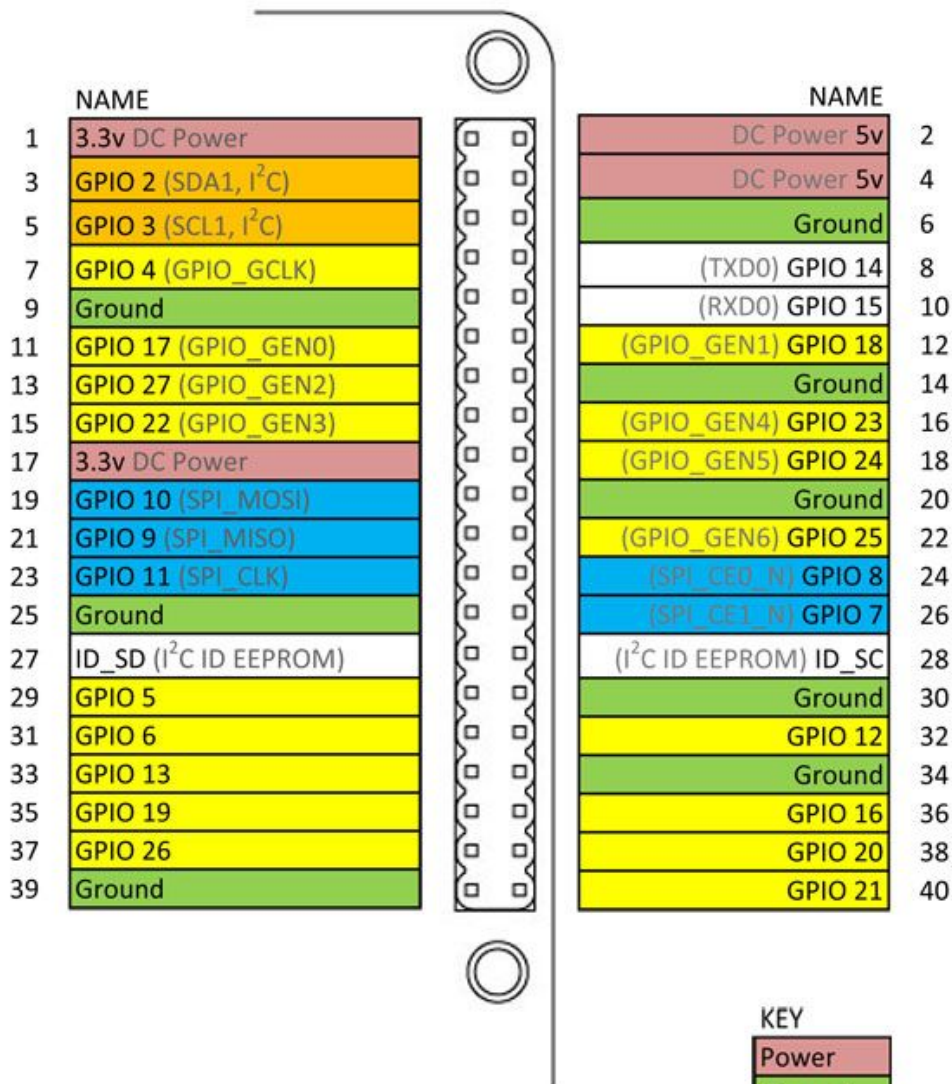 NAME NAME
1 3.3v DC Power DC Power 5v 2
3 GPIO 2 (SDA1, I²C) DC Power 5v 4
5 GPIO 3 (SCL1, I²C) Ground 6
7 GPIO 4 (GPIO_GCLK) (TXD0) GPIO 14 8
9 Ground (RXD0) GPIO 15 10
11 GPIO 17 (GPIO_GEN0) (GPIO_GEN1) GPIO 18 12
13 GPIO 27 (GPIO_GEN2) Ground 14
15 GPIO 22 (GPIO_GEN3) (GPIO_GEN4) GPIO 23 16
17 3.3v DC Power (GPIO_GEN5) GPIO 24 18
19 GPIO 10 (SPI_MOSI) Ground 20
21 GPIO 9 (SPI_MISO) (GPIO_GEN6) GPIO 25 22
23 GPIO 11 (SPI_CLK) (SPI_CE0_N) GPIO 8 24
25 Ground (SPI_CE1_N) GPIO 7 26
27 ID_SD (I²C ID EEPROM) (I²C ID EEPROM) ID_SC 28
29 GPIO 5 Ground 30
31 GPIO 6 GPIO 12 32
33 GPIO 13 Ground 34
35 GPIO 19 GPIO 16 36
37 GPIO 26 GPIO 20 38
39 Ground GPIO 21 40
KEY
Power